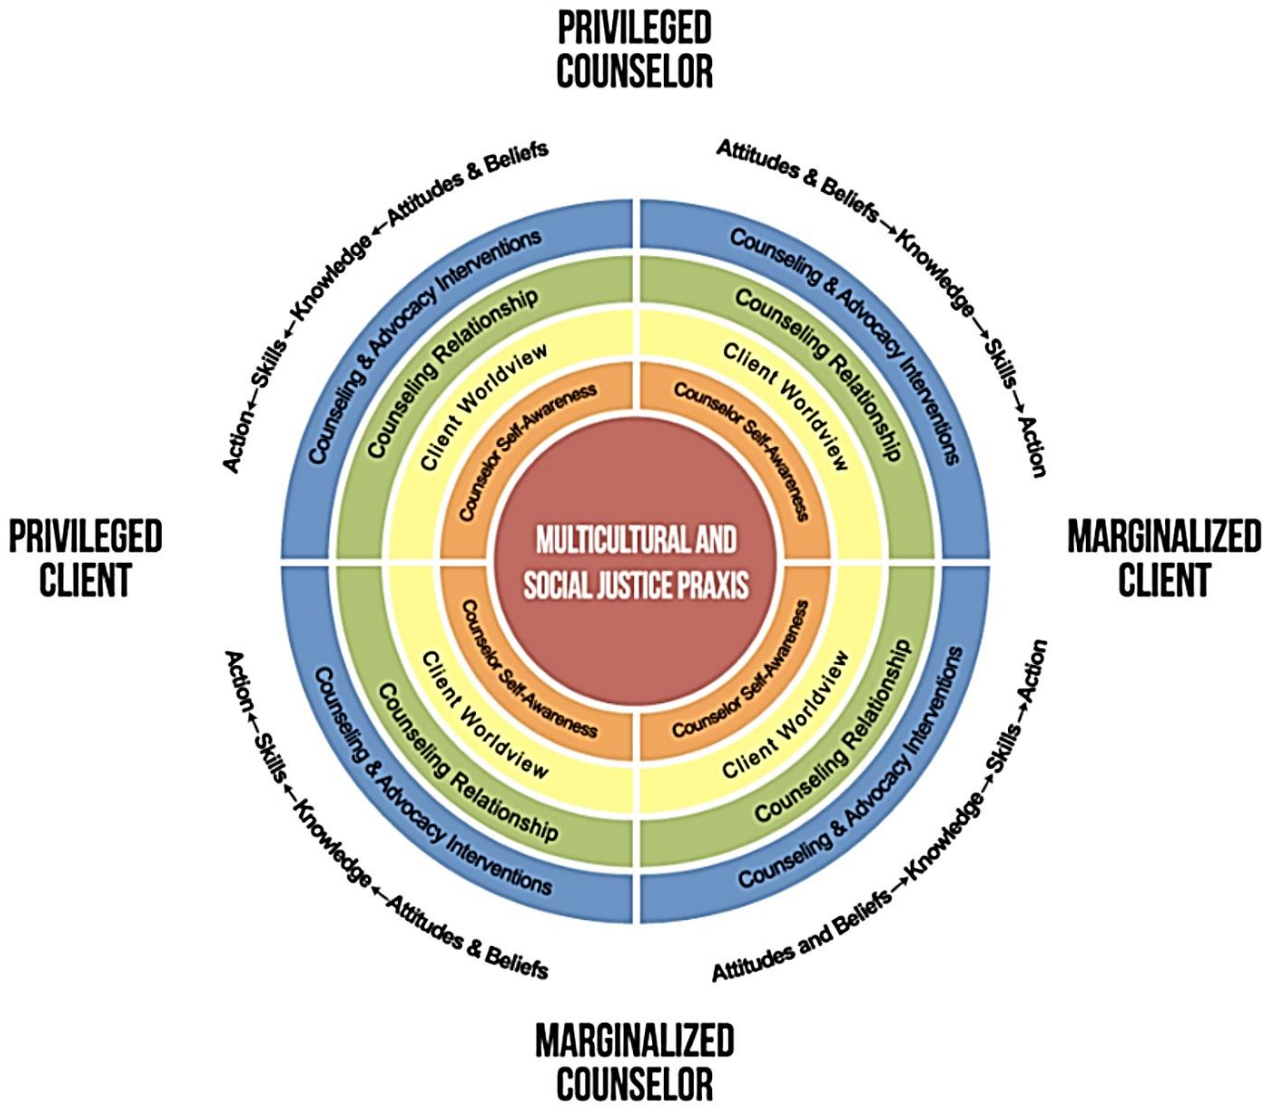 PRIVILEGED
COUNSELOR
Attitudes & Beliefs → Knowledge → Skills → Action
Attitudes & Beliefs → Knowledge → Skills → Action
Counseling & Advocacy Interventions
Counseling & Advocacy Interventions
Counseling Relationship
Counseling Relationship
Client Worldview
Client Worldview
Counselor Self-Awareness
Counselor Self-Awareness
PRIVILEGED
CLIENT
MULTICULTURAL AND
SOCIAL JUSTICE PRAXIS
MARGINALIZED
CLIENT
Counselor Self-Awareness
Counselor Self-Awareness
Client Worldview
Client Worldview
Counseling Relationship
Counseling Relationship
Counseling & Advocacy Interventions
Counseling & Advocacy Interventions
Attitudes & Beliefs → Knowledge → Skills → Action
Attitudes and Beliefs → Knowledge → Skills → Action
MARGINALIZED
COUNSELOR